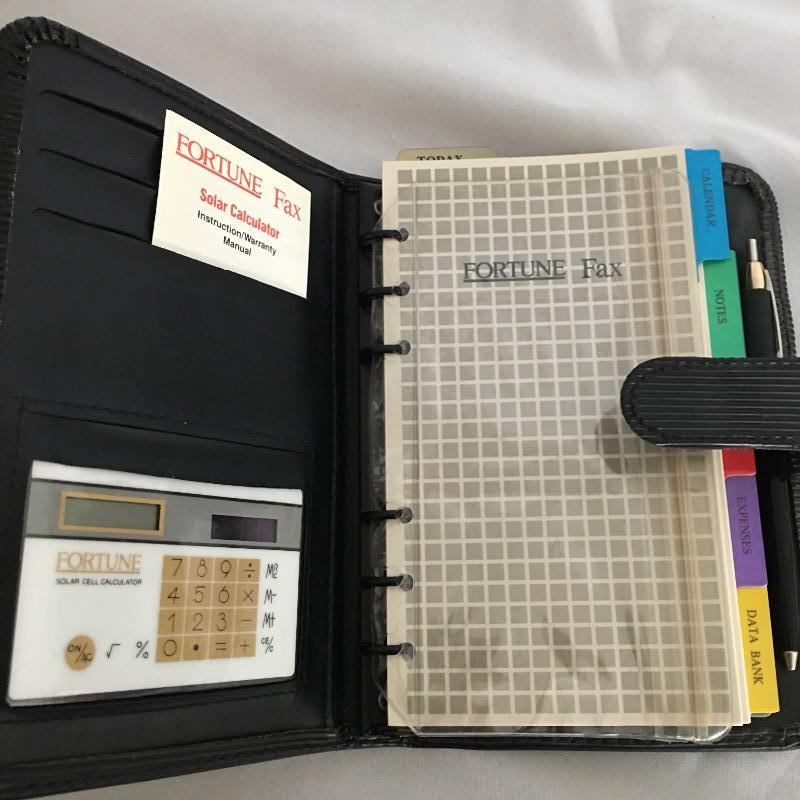 FORTUNE Fax
Solar Calculator
Instruction/Warranty
Manual
TODAY
FORTUNE Fax
CALENDAR
NOTES
EXPENSES
DATA BANK
FORTUNE
SOLAR CELL CALCULATOR
7 8 9 ÷
4 5 6 × M-
1 2 3 − M+
ON/AC √ % 0 • = + CE/C